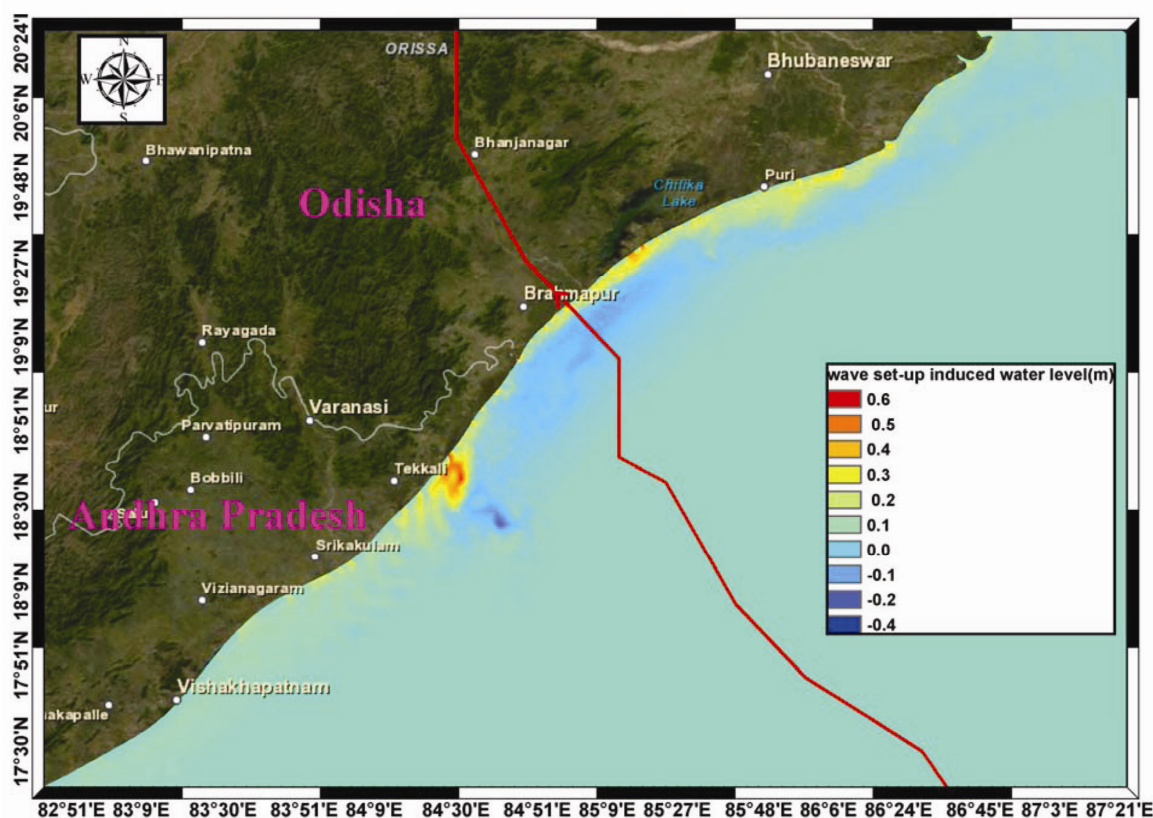 N
W
E
S
ORISSA
Bhubaneswar
Bhanjanagar
Bhawanipatna
Puri
Chilika
Lake
Odisha
Brahmapur
Rayagada
Varanasi
Parvatipuram
Tekkali
Bobbili
Andhra Pradesh
Srikakulam
Vizianagaram
Vishakhapatnam
nakapalle
ur
wave set-up induced water level(m)
0.6
0.5
0.4
0.3
0.2
0.1
0.0
-0.1
-0.2
-0.4
20°24'I
20°6'N
19°48'N
19°27'N
19°9'N
18°51'N
18°30'N
18°9'N
17°51'N
17°30'N
82°51'E 83°9'E 83°30'E 83°51'E 84°9'E 84°30'E 84°51'E 85°9'E 85°27'E 85°48'E 86°6'E 86°24'E 86°45'E 87°3'E 87°21'E